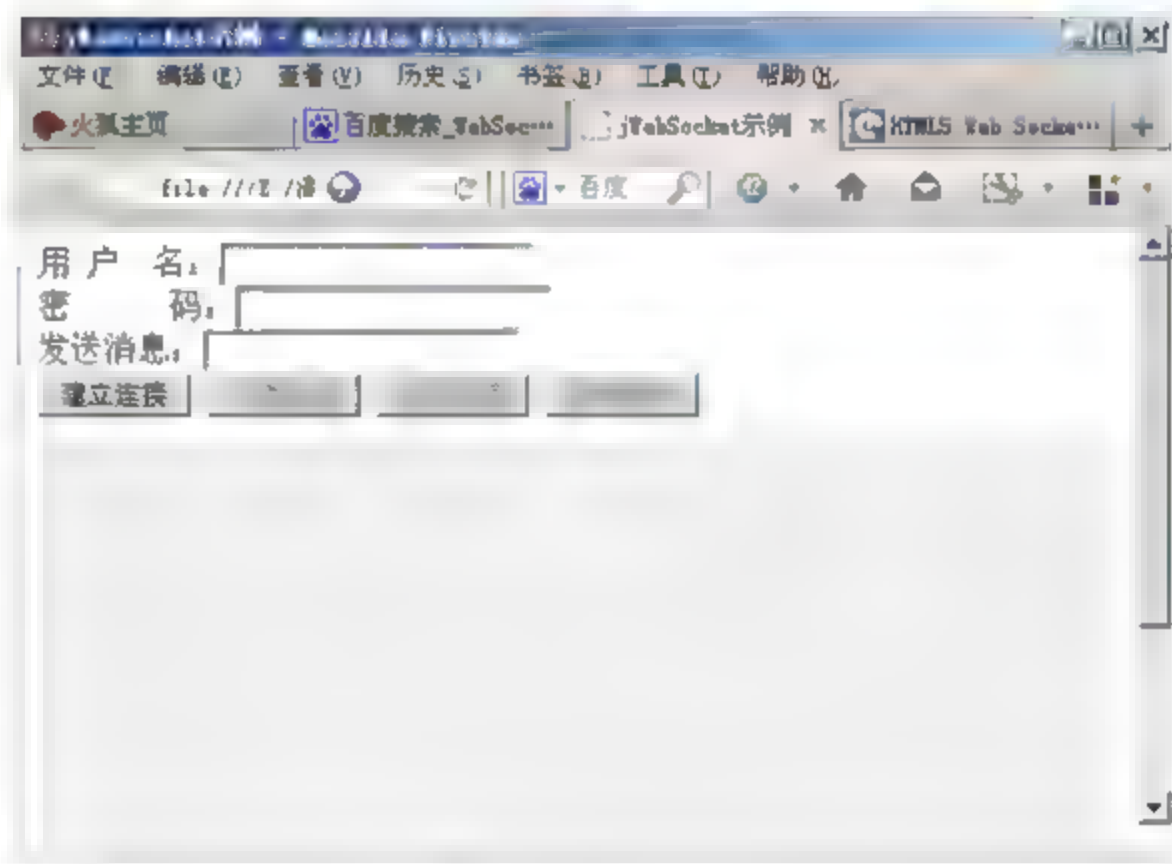 文件(F 编辑(E) 查看(V) 历史(S) 书签(B) 工具(T) 帮助(H
火狐主页 百度搜索_WebSoc… jWebSocket示例 × HTML5 Web Socke… +
file ///E 百度
用 户 名:
密 码:
发送消息:
建立连接